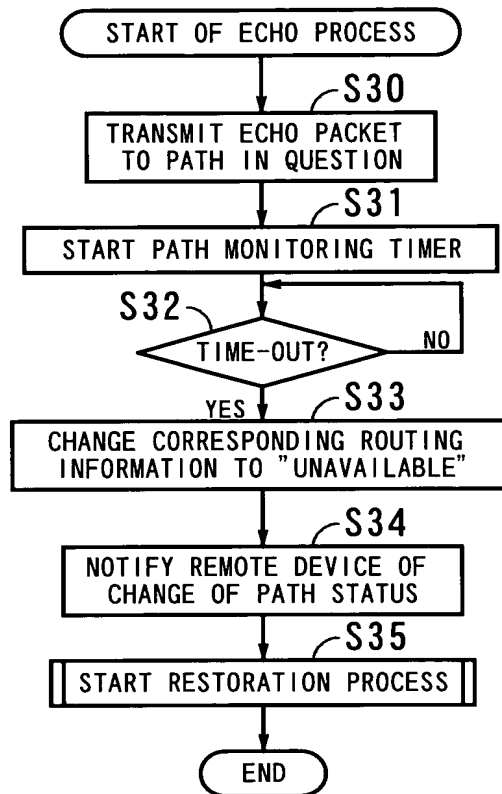 START OF ECHO PROCESS
S30
TRANSMIT ECHO PACKET
TO PATH IN QUESTION
S31
START PATH MONITORING TIMER
S32
TIME-OUT?
NO
YES
S33
CHANGE CORRESPONDING ROUTING
INFORMATION TO "UNAVAILABLE"
S34
NOTIFY REMOTE DEVICE OF
CHANGE OF PATH STATUS
S35
START RESTORATION PROCESS
END